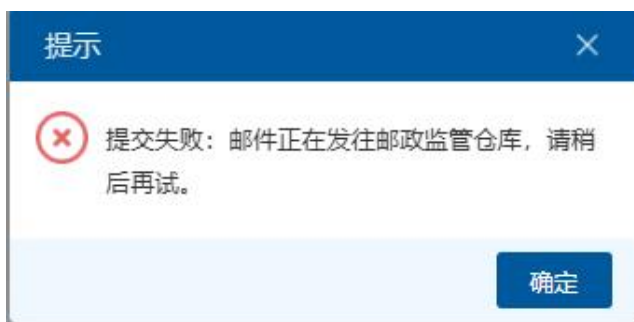 提示
提交失败：邮件正在发往邮政监管仓库，请稍
后再试。
确定